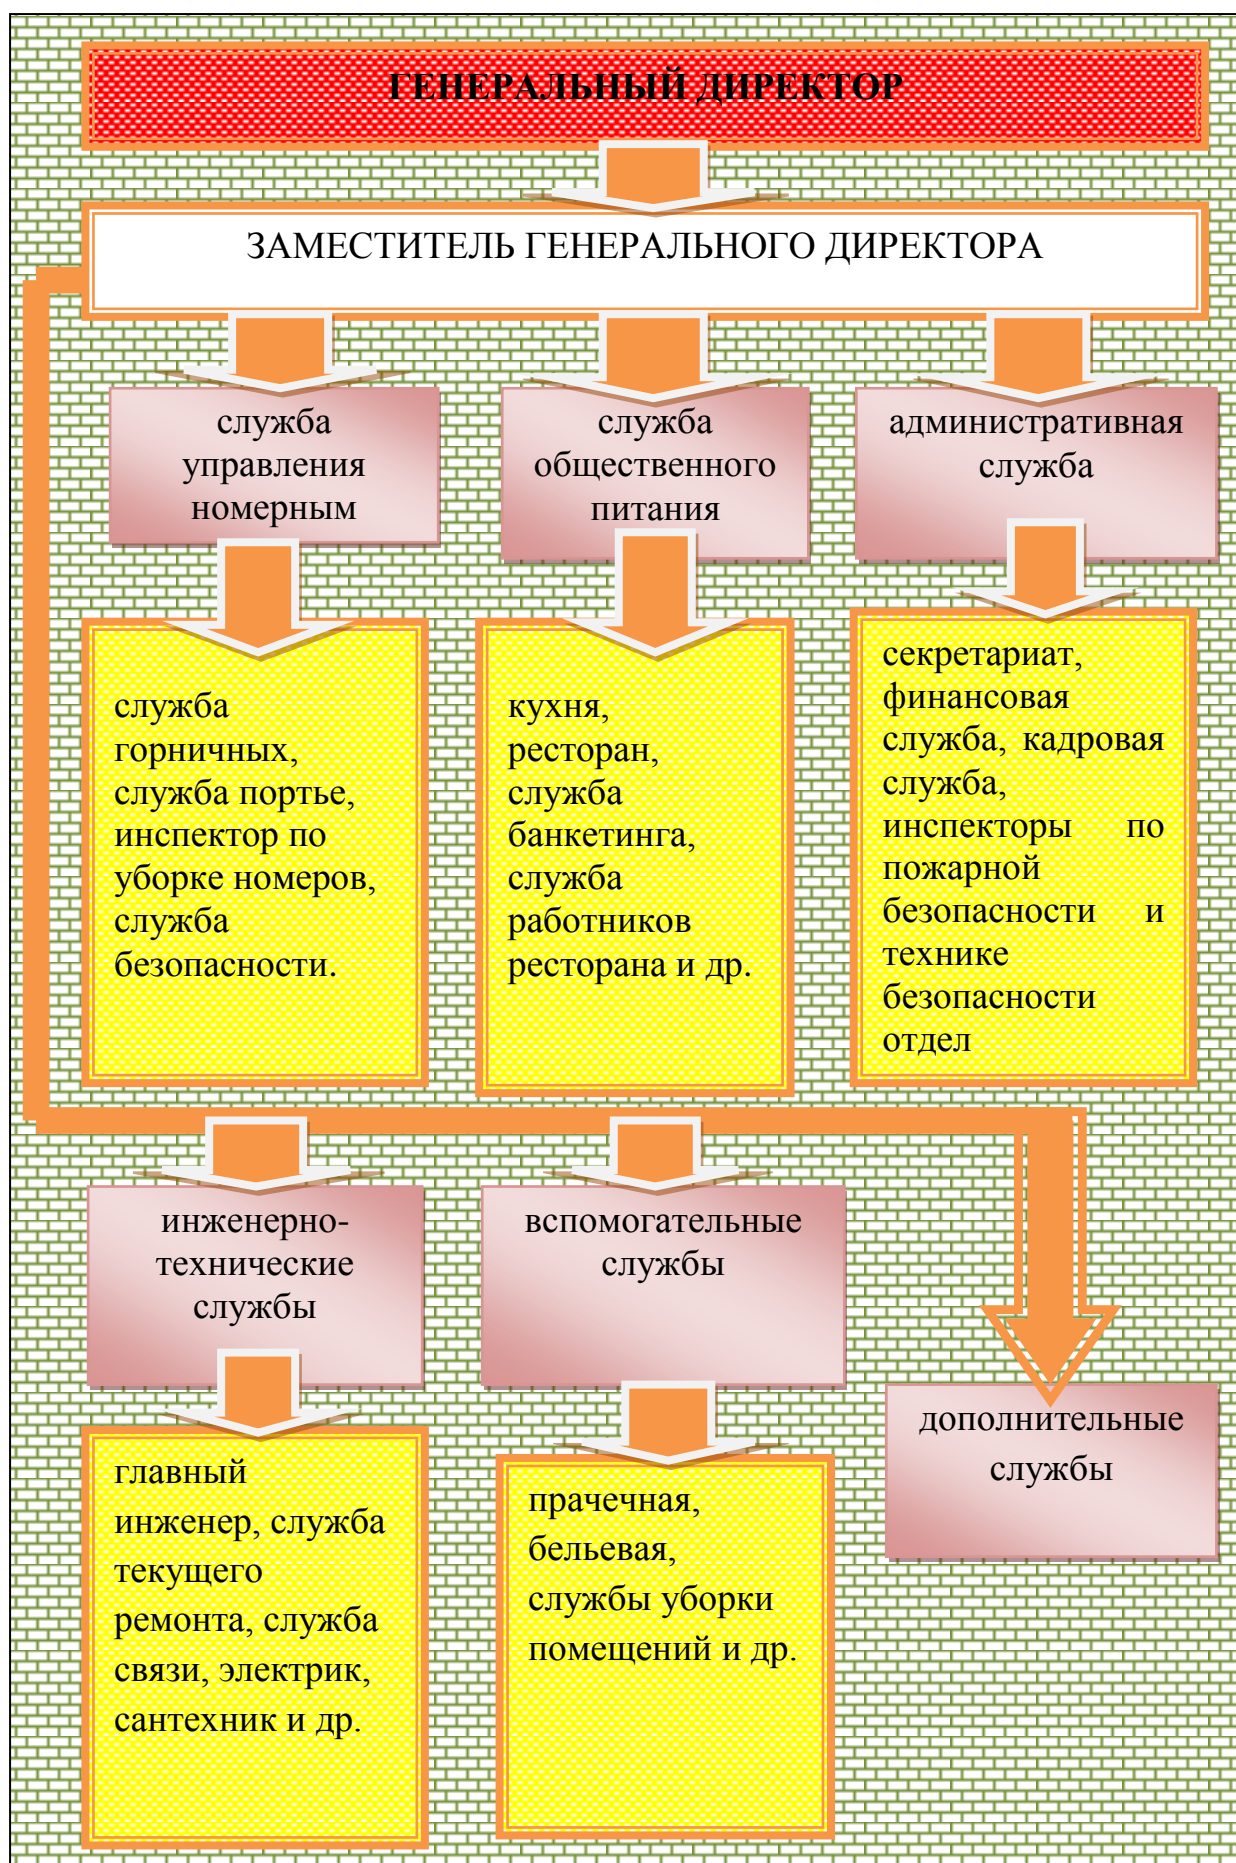 ГЕНЕРАЛЬНЫЙ ДИРЕКТОР
ЗАМЕСТИТЕЛЬ ГЕНЕРАЛЬНОГО ДИРЕКТОРА
служба
управления
номерным
служба
общественного
питания
административная
служба
служба
горничных,
служба портье,
инспектор по
уборке номеров,
служба
безопасности.
кухня,
ресторан,
служба
банкетинга,
служба
работников
ресторана и др.
секретариат,
финансовая
служба, кадровая
служба,
инспекторы по
пожарной
безопасности и
технике
безопасности
отдел
инженерно-
технические
службы
вспомогательные
службы
дополнительные
службы
главный
инженер, служба
текущего
ремонта, служба
связи, электрик,
сантехник и др.
прачечная,
бельевая,
службы уборки
помещений и др.